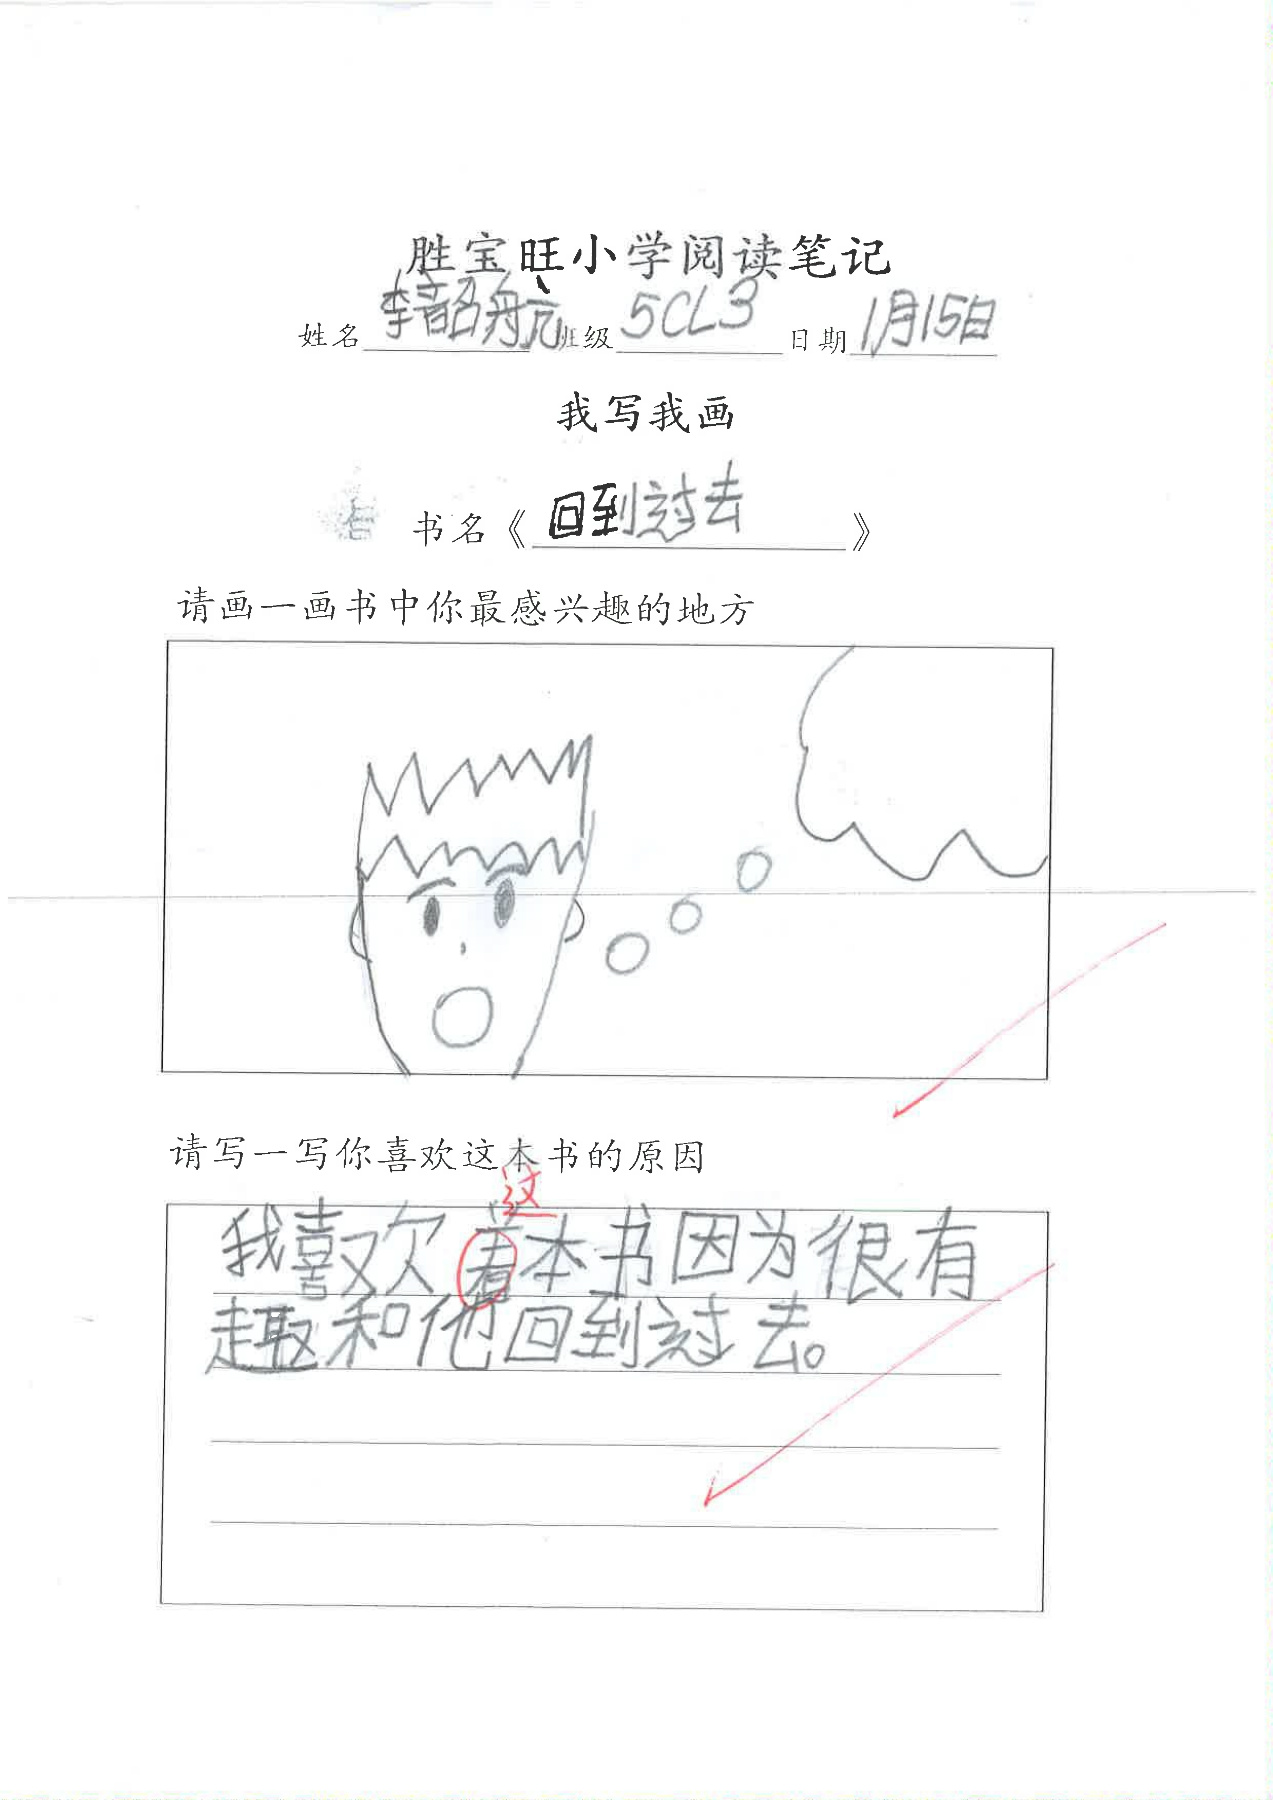 胜宝旺小学阅读笔记
姓名 李韶航 班级 5CL3 日期 1月15日
我写我画
书名《回到过去》
请画一画书中你最感兴趣的地方
请写一写你喜欢这本书的原因
这
我喜欢着本书因为很有
趣和他回到过去。